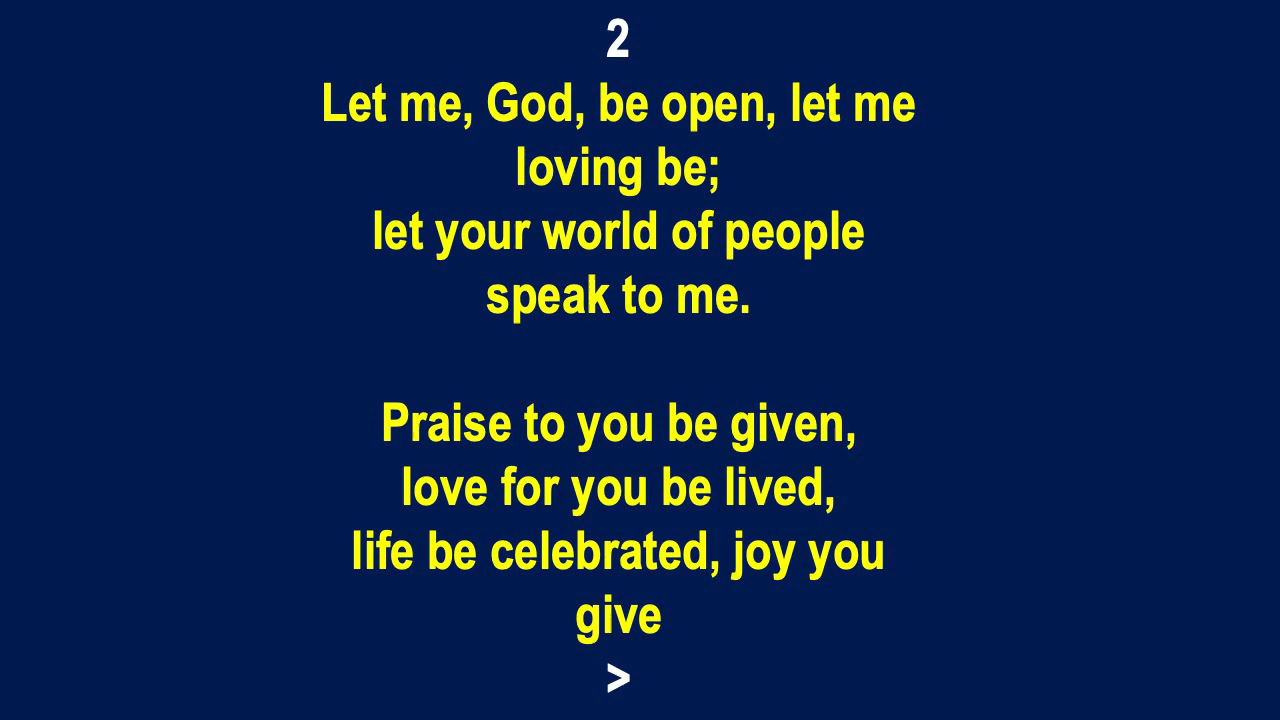 2
Let me, God, be open, let me
loving be;
let your world of people
speak to me.
Praise to you be given,
love for you be lived,
life be celebrated, joy you
give
>